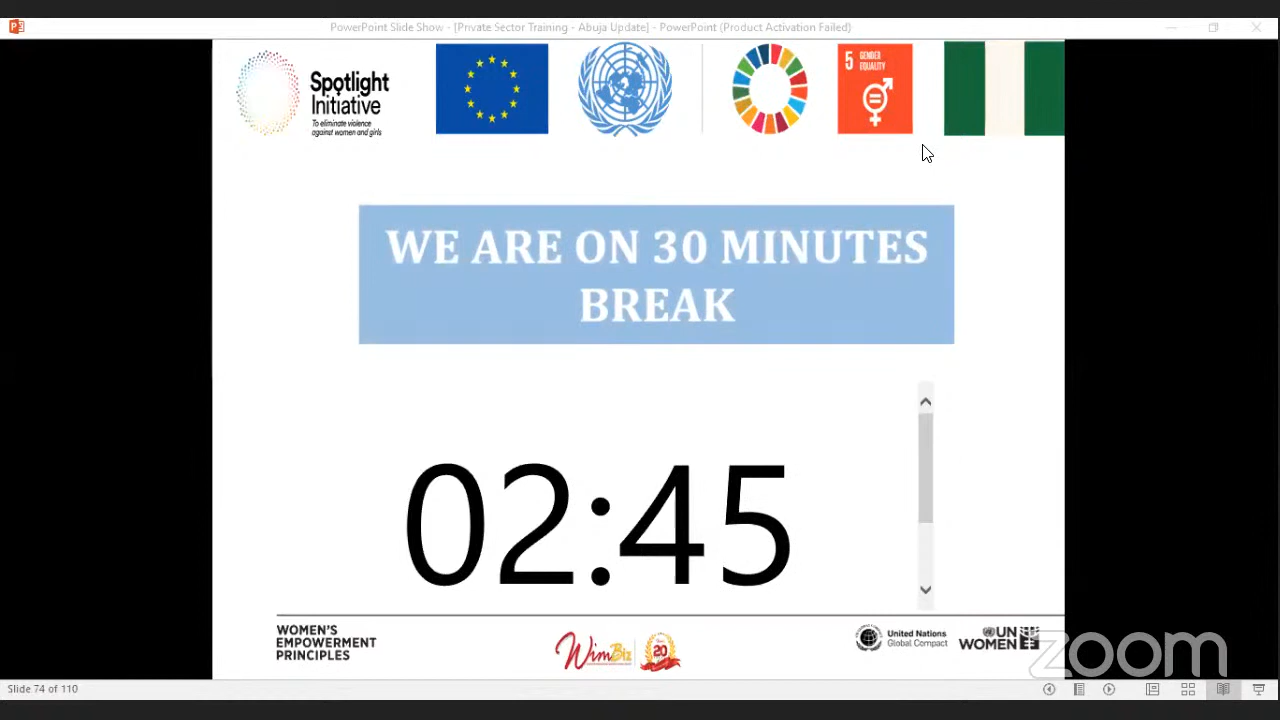 PowerPoint Slide Show - [Private Sector Training - Abuja Update] - PowerPoint (Product Activation Failed)
Spotlight
Initiative
To eliminate violence
against women and girls
5 GENDER
EQUALITY
WE ARE ON 30 MINUTES
BREAK
02:45
WOMEN'S
EMPOWERMENT
PRINCIPLES
WimBiz
20
United Nations
Global Compact
UN
WOMEN
zoom
Slide 74 of 110